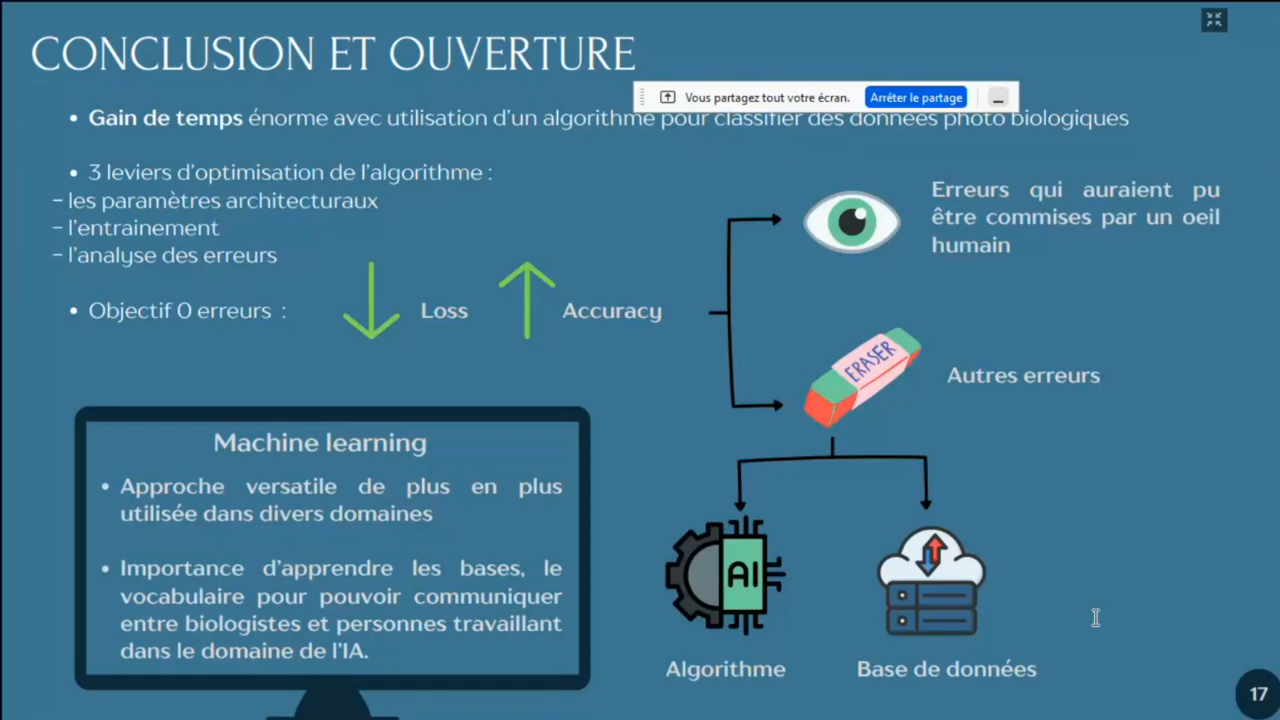 CONCLUSION ET OUVERTURE
Vous partagez tout votre écran. Arrêter le partage
• Gain de temps énorme avec utilisation d'un algorithme pour classifier des données photo biologiques
• 3 leviers d'optimisation de l'algorithme :
- les paramètres architecturaux
- l'entrainement
- l'analyse des erreurs
• Objectif 0 erreurs :
Loss
Accuracy
Erreurs qui auraient pu
être commises par un oeil
humain
ERASER
Autres erreurs
Machine learning
• Approche versatile de plus en plus
utilisée dans divers domaines
• Importance d'apprendre les bases, le
vocabulaire pour pouvoir communiquer
entre biologistes et personnes travaillant
dans le domaine de l'IA.
AI
Algorithme
Base de données
17